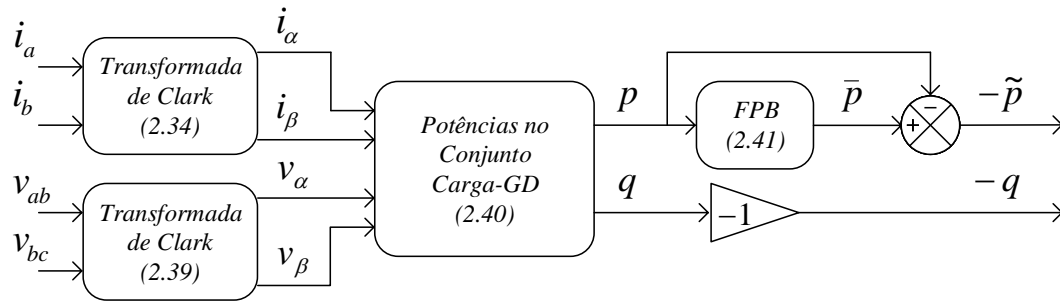 i_a
i_b
Transformada
de Clark
(2.34)
i_α
i_β
v_ab
v_bc
Transformada
de Clark
(2.39)
v_α
v_β
Potências no
Conjunto
Carga-GD
(2.40)
p
q
FPB
(2.41)
p̄
−
+
−p̃
−1
−q